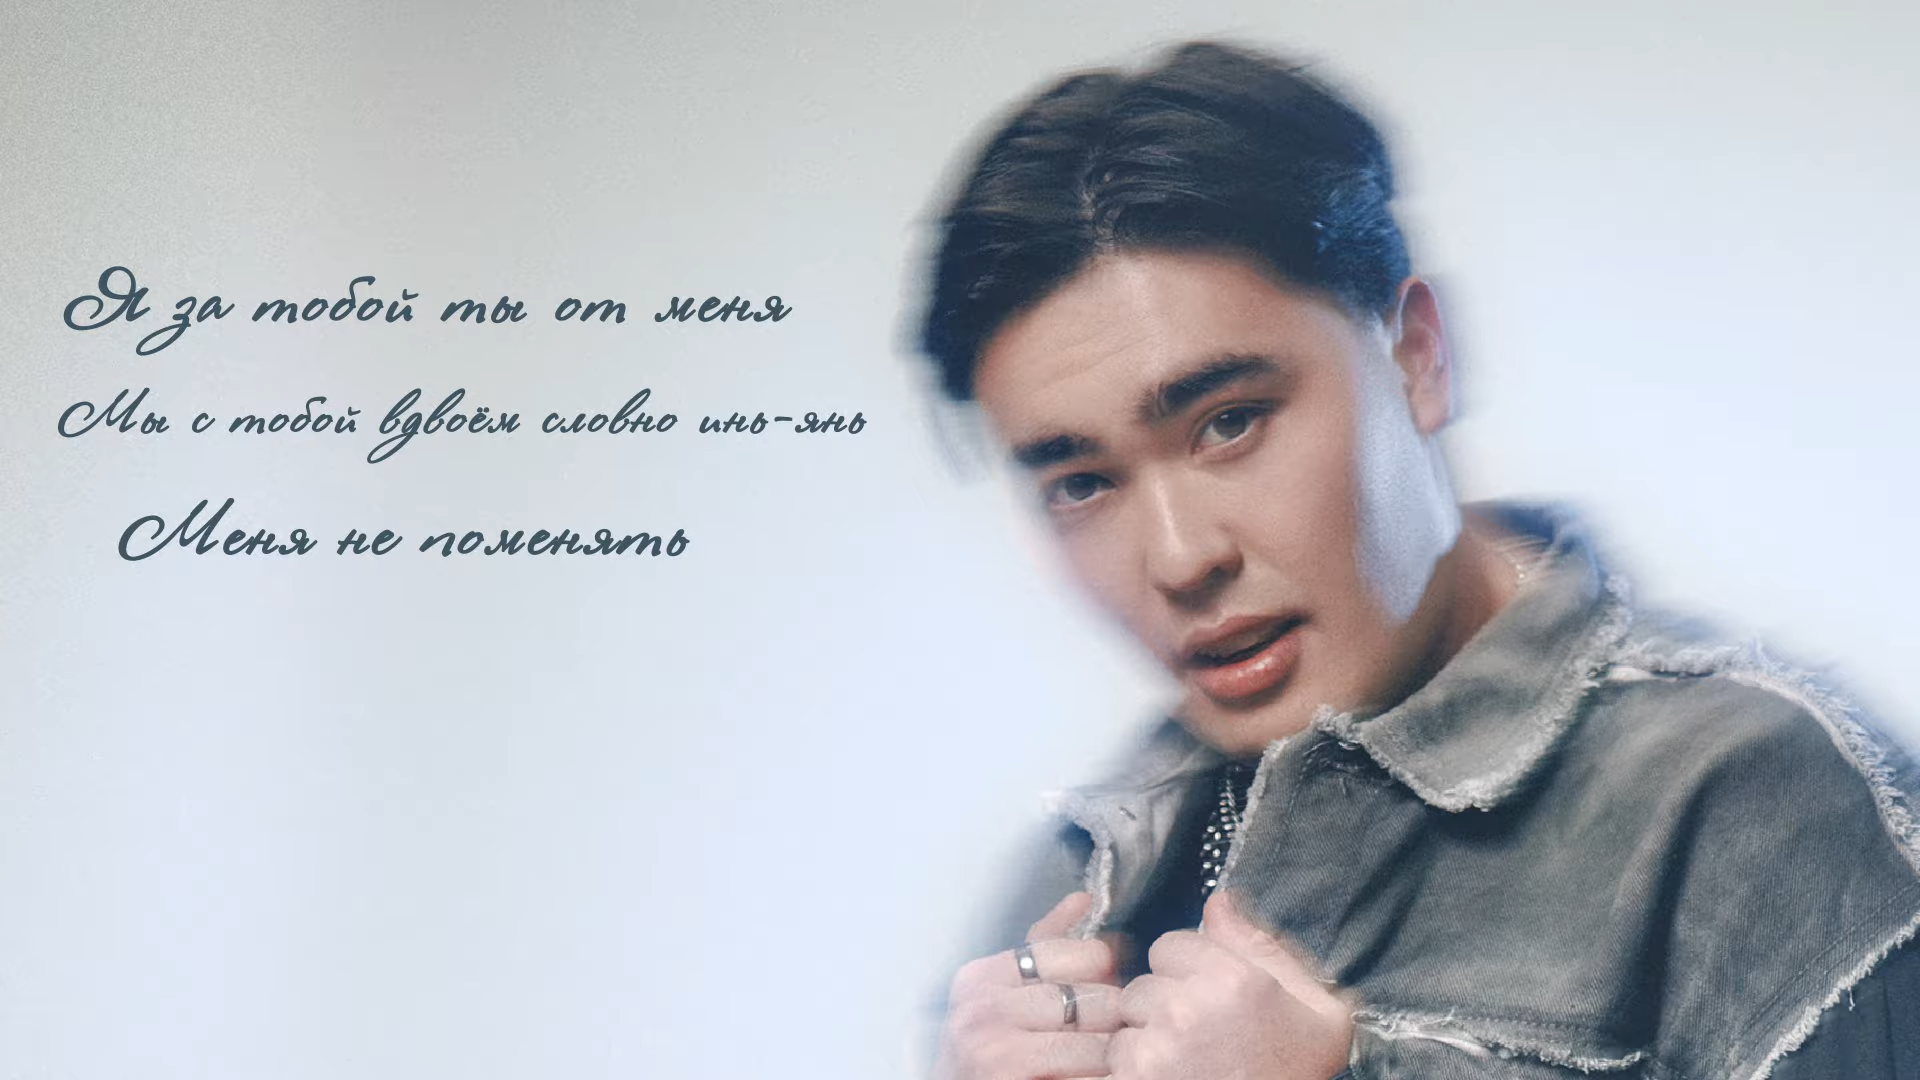 Я за тобой ты от меня
Мы с тобой вдвоём словно инь-янь
Меня не поменять